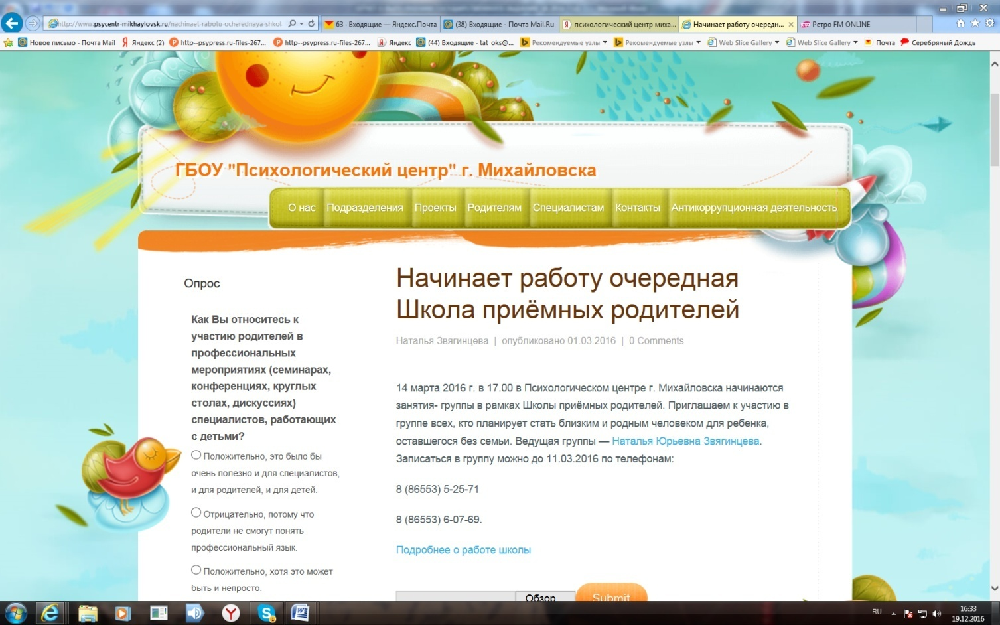 http://www.psycentr-mikhaylovsk.ru/nachinaet-rabotu-ocherednaya-shkol
63 · Входящие — Яндекс.Почта
(38) Входящие - Почта Mail.Ru
психологический центр миха...
Начинает работу очередн...
Ретро FM ONLINE
Новое письмо - Почта Mail
Яндекс (2)
http--psypress.ru-files-267...
http--psypress.ru-files-267...
Яндекс
(44) Входящие - tat_oks@...
Рекомендуемые узлы
Рекомендуемые узлы
Web Slice Gallery
Web Slice Gallery
Почта
Серебряный Дождь
ГБОУ "Психологический центр" г. Михайловска
О нас
Подразделения
Проекты
Родителям
Специалистам
Контакты
Антикоррупционная деятельность
Опрос
Как Вы относитесь к
участию родителей в
профессиональных
мероприятиях (семинарах,
конференциях, круглых
столах, дискуссиях)
специалистов, работающих
с детьми?
Положительно, это было бы
очень полезно и для специалистов,
и для родителей, и для детей.
Отрицательно, потому что
родители не смогут понять
профессиональный язык.
Положительно, хотя это может
быть и непросто.
Начинает работу очередная
Школа приёмных родителей
Наталья Звягинцева | опубликовано 01.03.2016 | 0 Comments
14 марта 2016 г. в 17.00 в Психологическом центре г. Михайловска начинаются
занятия- группы в рамках Школы приёмных родителей. Приглашаем к участию в
группе всех, кто планирует стать близким и родным человеком для ребенка,
оставшегося без семьи. Ведущая группы — Наталья Юрьевна Звягинцева.
Записаться в группу можно до 11.03.2016 по телефонам:
8 (86553) 5-25-71
8 (86553) 6-07-69.
Подробнее о работе школы
Обзор
Submit
RU
16:33
19.12.2016